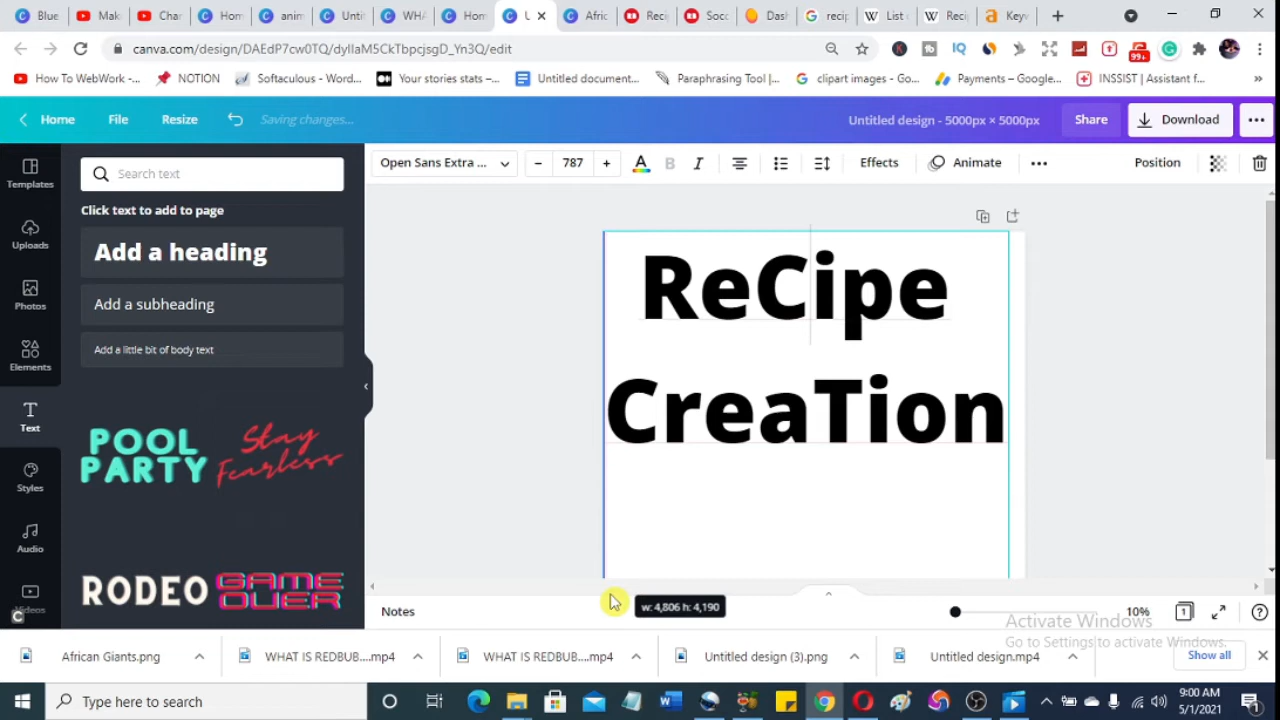 Blue
Mak
Cha
Hom
anim
Unti
WHA
Hom
U
Afric
Recip
Socc
Dash
recip
List o
Recip
Keyw
canva.com/design/DAEdP7cw0TQ/dyIIaM5CkTbpcjsgD_Yn3Q/edit
99+
How To WebWork -...
NOTION
Softaculous - Word...
Your stories stats –...
Untitled document...
Paraphrasing Tool |...
clipart images - Go...
Payments – Google...
INSSIST | Assistant f...
»
Home
File
Resize
Saving changes...
Untitled design - 5000px × 5000px
Share
Download
Templates
Uploads
Photos
Elements
Text
Styles
Audio
Videos
Search text
Click text to add to page
Add a heading
Add a subheading
Add a little bit of body text
POOL PARTY
Stay Fearless
RODEO
GAME OVER
Open Sans Extra ...
– 787 +
A B I
Effects
Animate
Position
ReCipe
CreaTion
w: 4,806 h: 4,190
Notes
10%
1
Activate Windows
Go to Settings to activate Windows.
African Giants.png
WHAT IS REDBUB....mp4
WHAT IS REDBUB....mp4
Untitled design (3).png
Untitled design.mp4
Show all
Type here to search
9:00 AM
5/1/2021